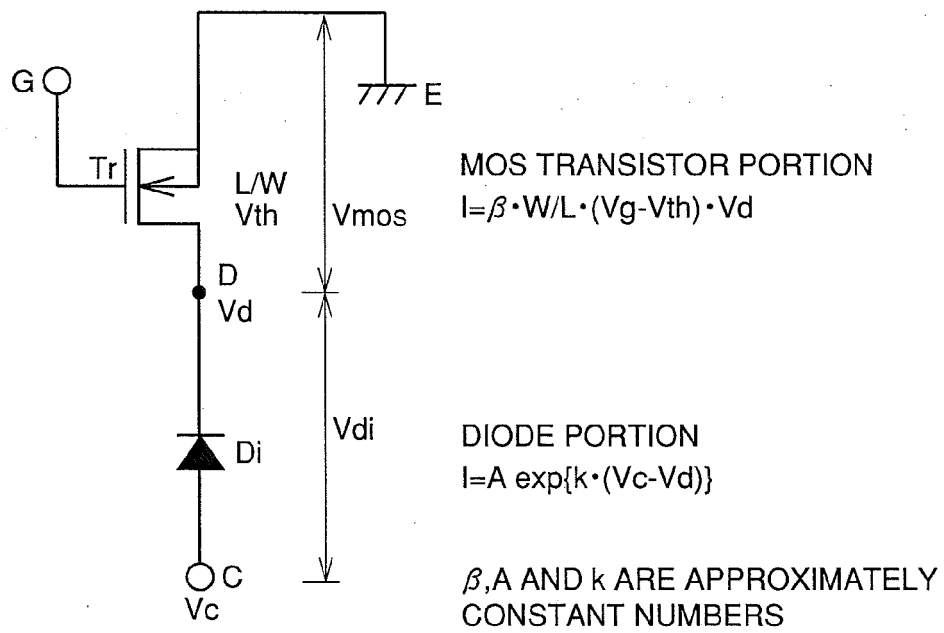 G
E
Tr
L/W
Vth
Vmos
MOS TRANSISTOR PORTION
I=β·W/L·(Vg-Vth)·Vd
D
Vd
Vdi
Di
DIODE PORTION
I=A exp{k·(Vc-Vd)}
C
Vc
β,A AND k ARE APPROXIMATELY
CONSTANT NUMBERS